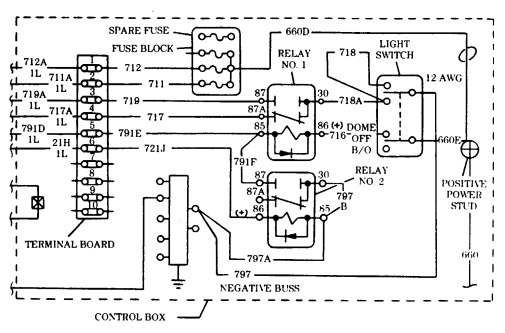 SPARE FUSE
FUSE BLOCK
660D
RELAY
NO. 1
718
LIGHT
SWITCH
12 AWG
712A
1L
1
712
711A
1L
2
711
719A
1L
3
719
87
30
718A
717A
1L
4
717
87A
791D
1L
5
791E
85
86 (+)
716
DOME
OFF
B/O
660E
21H
1L
6
721J
7
791F
8
87
30
RELAY
NO. 2
POSITIVE
POWER
STUD
9
87A
797
10
(+)
86
85
B
TERMINAL BOARD
797A
660
797
NEGATIVE BUSS
CONTROL BOX